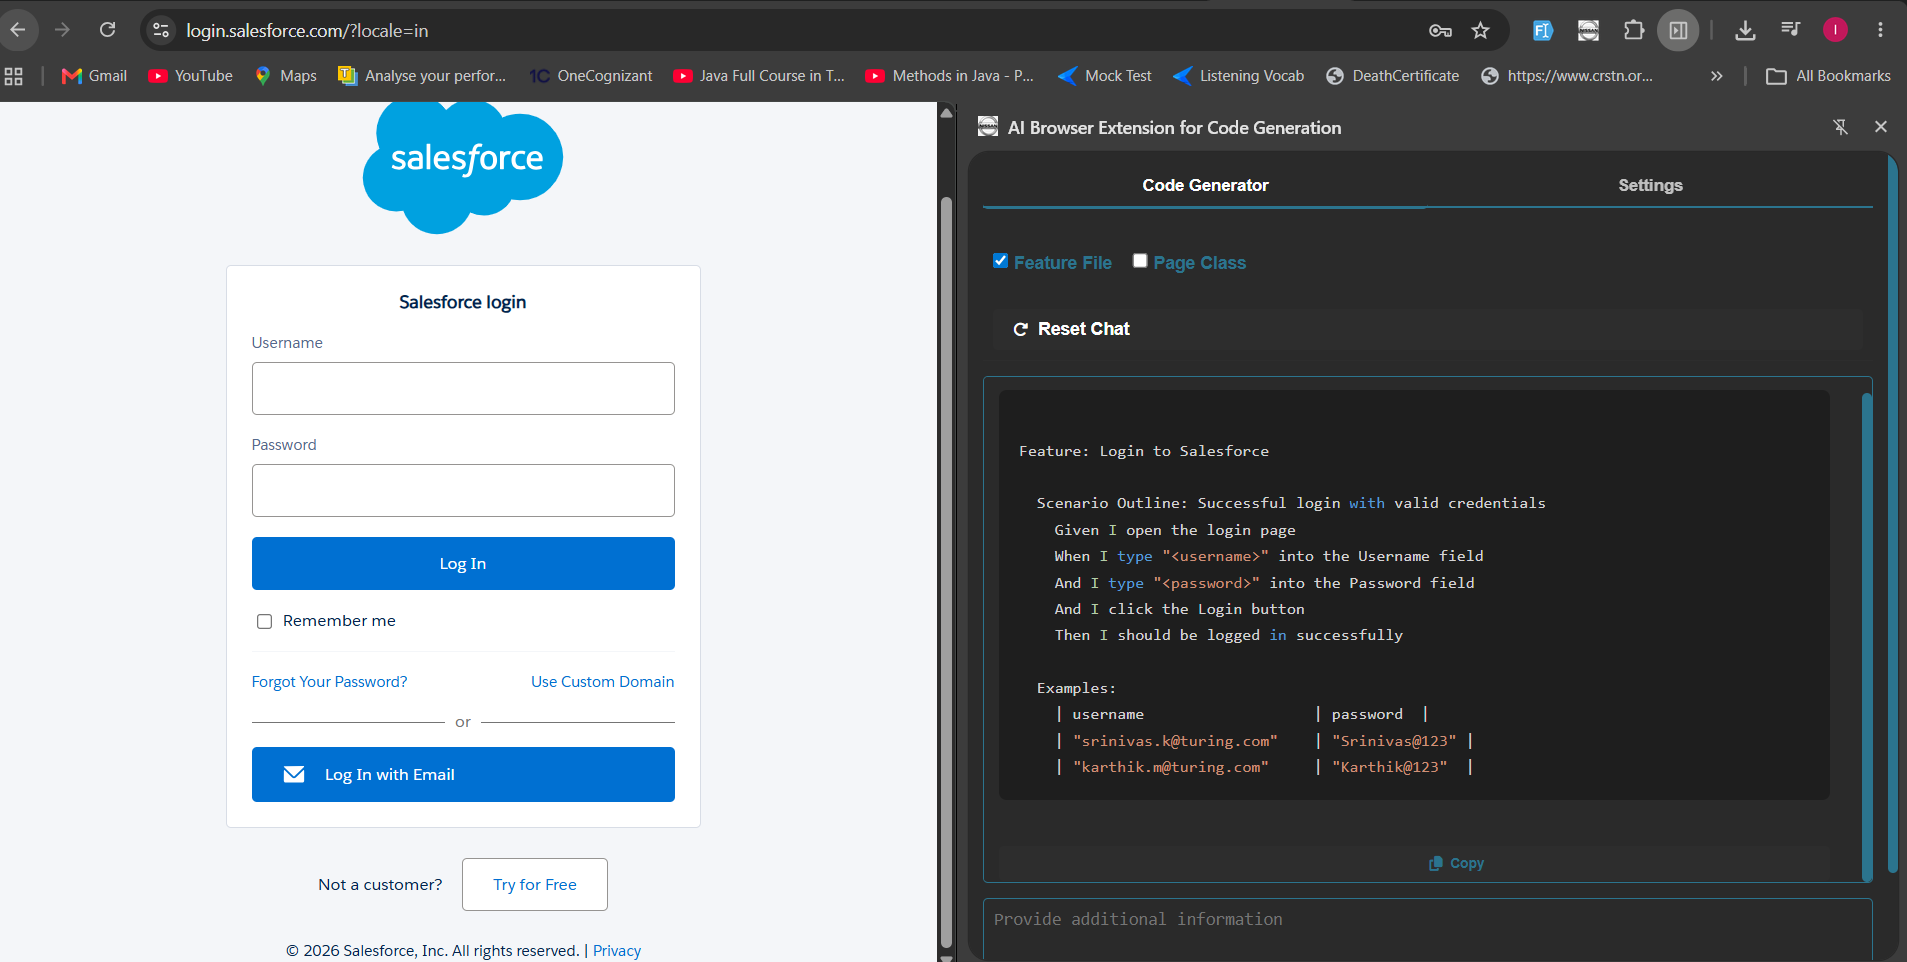 login.salesforce.com/?locale=in
I
Gmail
YouTube
Maps
Analyse your perfor...
1C OneCognizant
Java Full Course in T...
Methods in Java - P...
Mock Test
Listening Vocab
DeathCertificate
https://www.crstn.or...
»
All Bookmarks
salesforce
Salesforce login
Username
Password
Log In
Remember me
Forgot Your Password?
Use Custom Domain
or
Log In with Email
Not a customer?
Try for Free
© 2026 Salesforce, Inc. All rights reserved. | Privacy
AI Browser Extension for Code Generation
Code Generator
Settings
Feature File
Page Class
Reset Chat
Feature: Login to Salesforce
Scenario Outline: Successful login with valid credentials
Given I open the login page
When I type "<username>" into the Username field
And I type "<password>" into the Password field
And I click the Login button
Then I should be logged in successfully
Examples:
| username | password |
| "srinivas.k@turing.com" | "Srinivas@123" |
| "karthik.m@turing.com" | "Karthik@123" |
Copy
Provide additional information